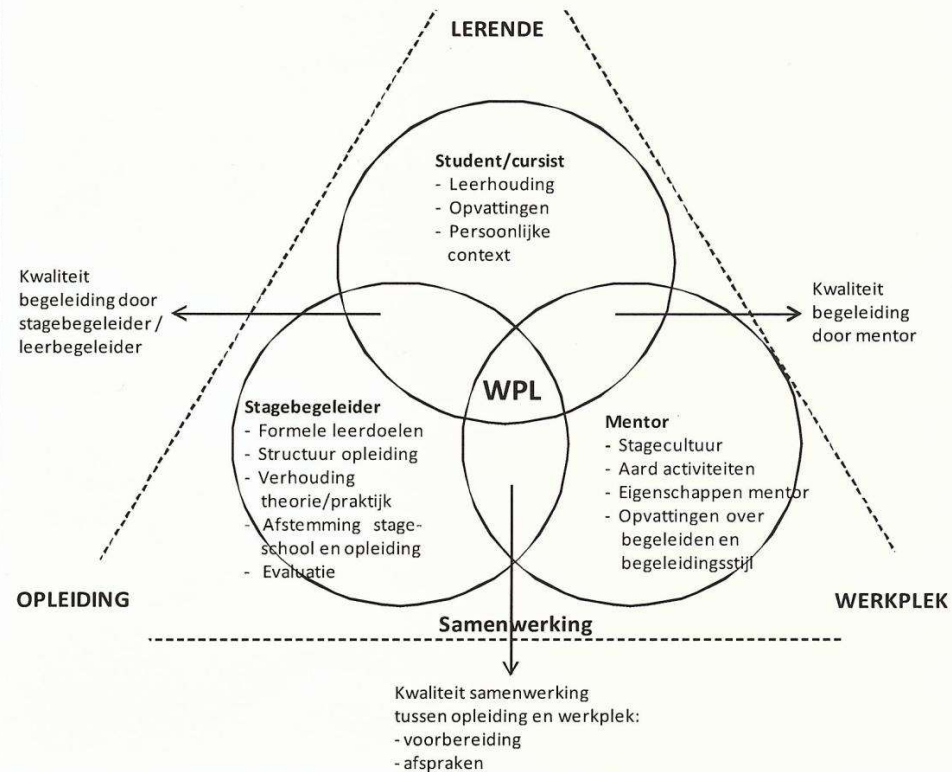 LERENDE
Student/cursist
- Leerhouding
- Opvattingen
- Persoonlijke
context
Kwaliteit
begeleiding door
stagebegeleider /
leerbegeleider
Kwaliteit
begeleiding
door mentor
WPL
Stagebegeleider
- Formele leerdoelen
- Structuur opleiding
- Verhouding
theorie/praktijk
- Afstemming stage-
school en opleiding
- Evaluatie
Mentor
- Stagecultuur
- Aard activiteiten
- Eigenschappen mentor
- Opvattingen over
begeleiden en
begeleidingsstijl
OPLEIDING
WERKPLEK
Samenwerking
Kwaliteit samenwerking
tussen opleiding en werkplek:
- voorbereiding
- afspraken